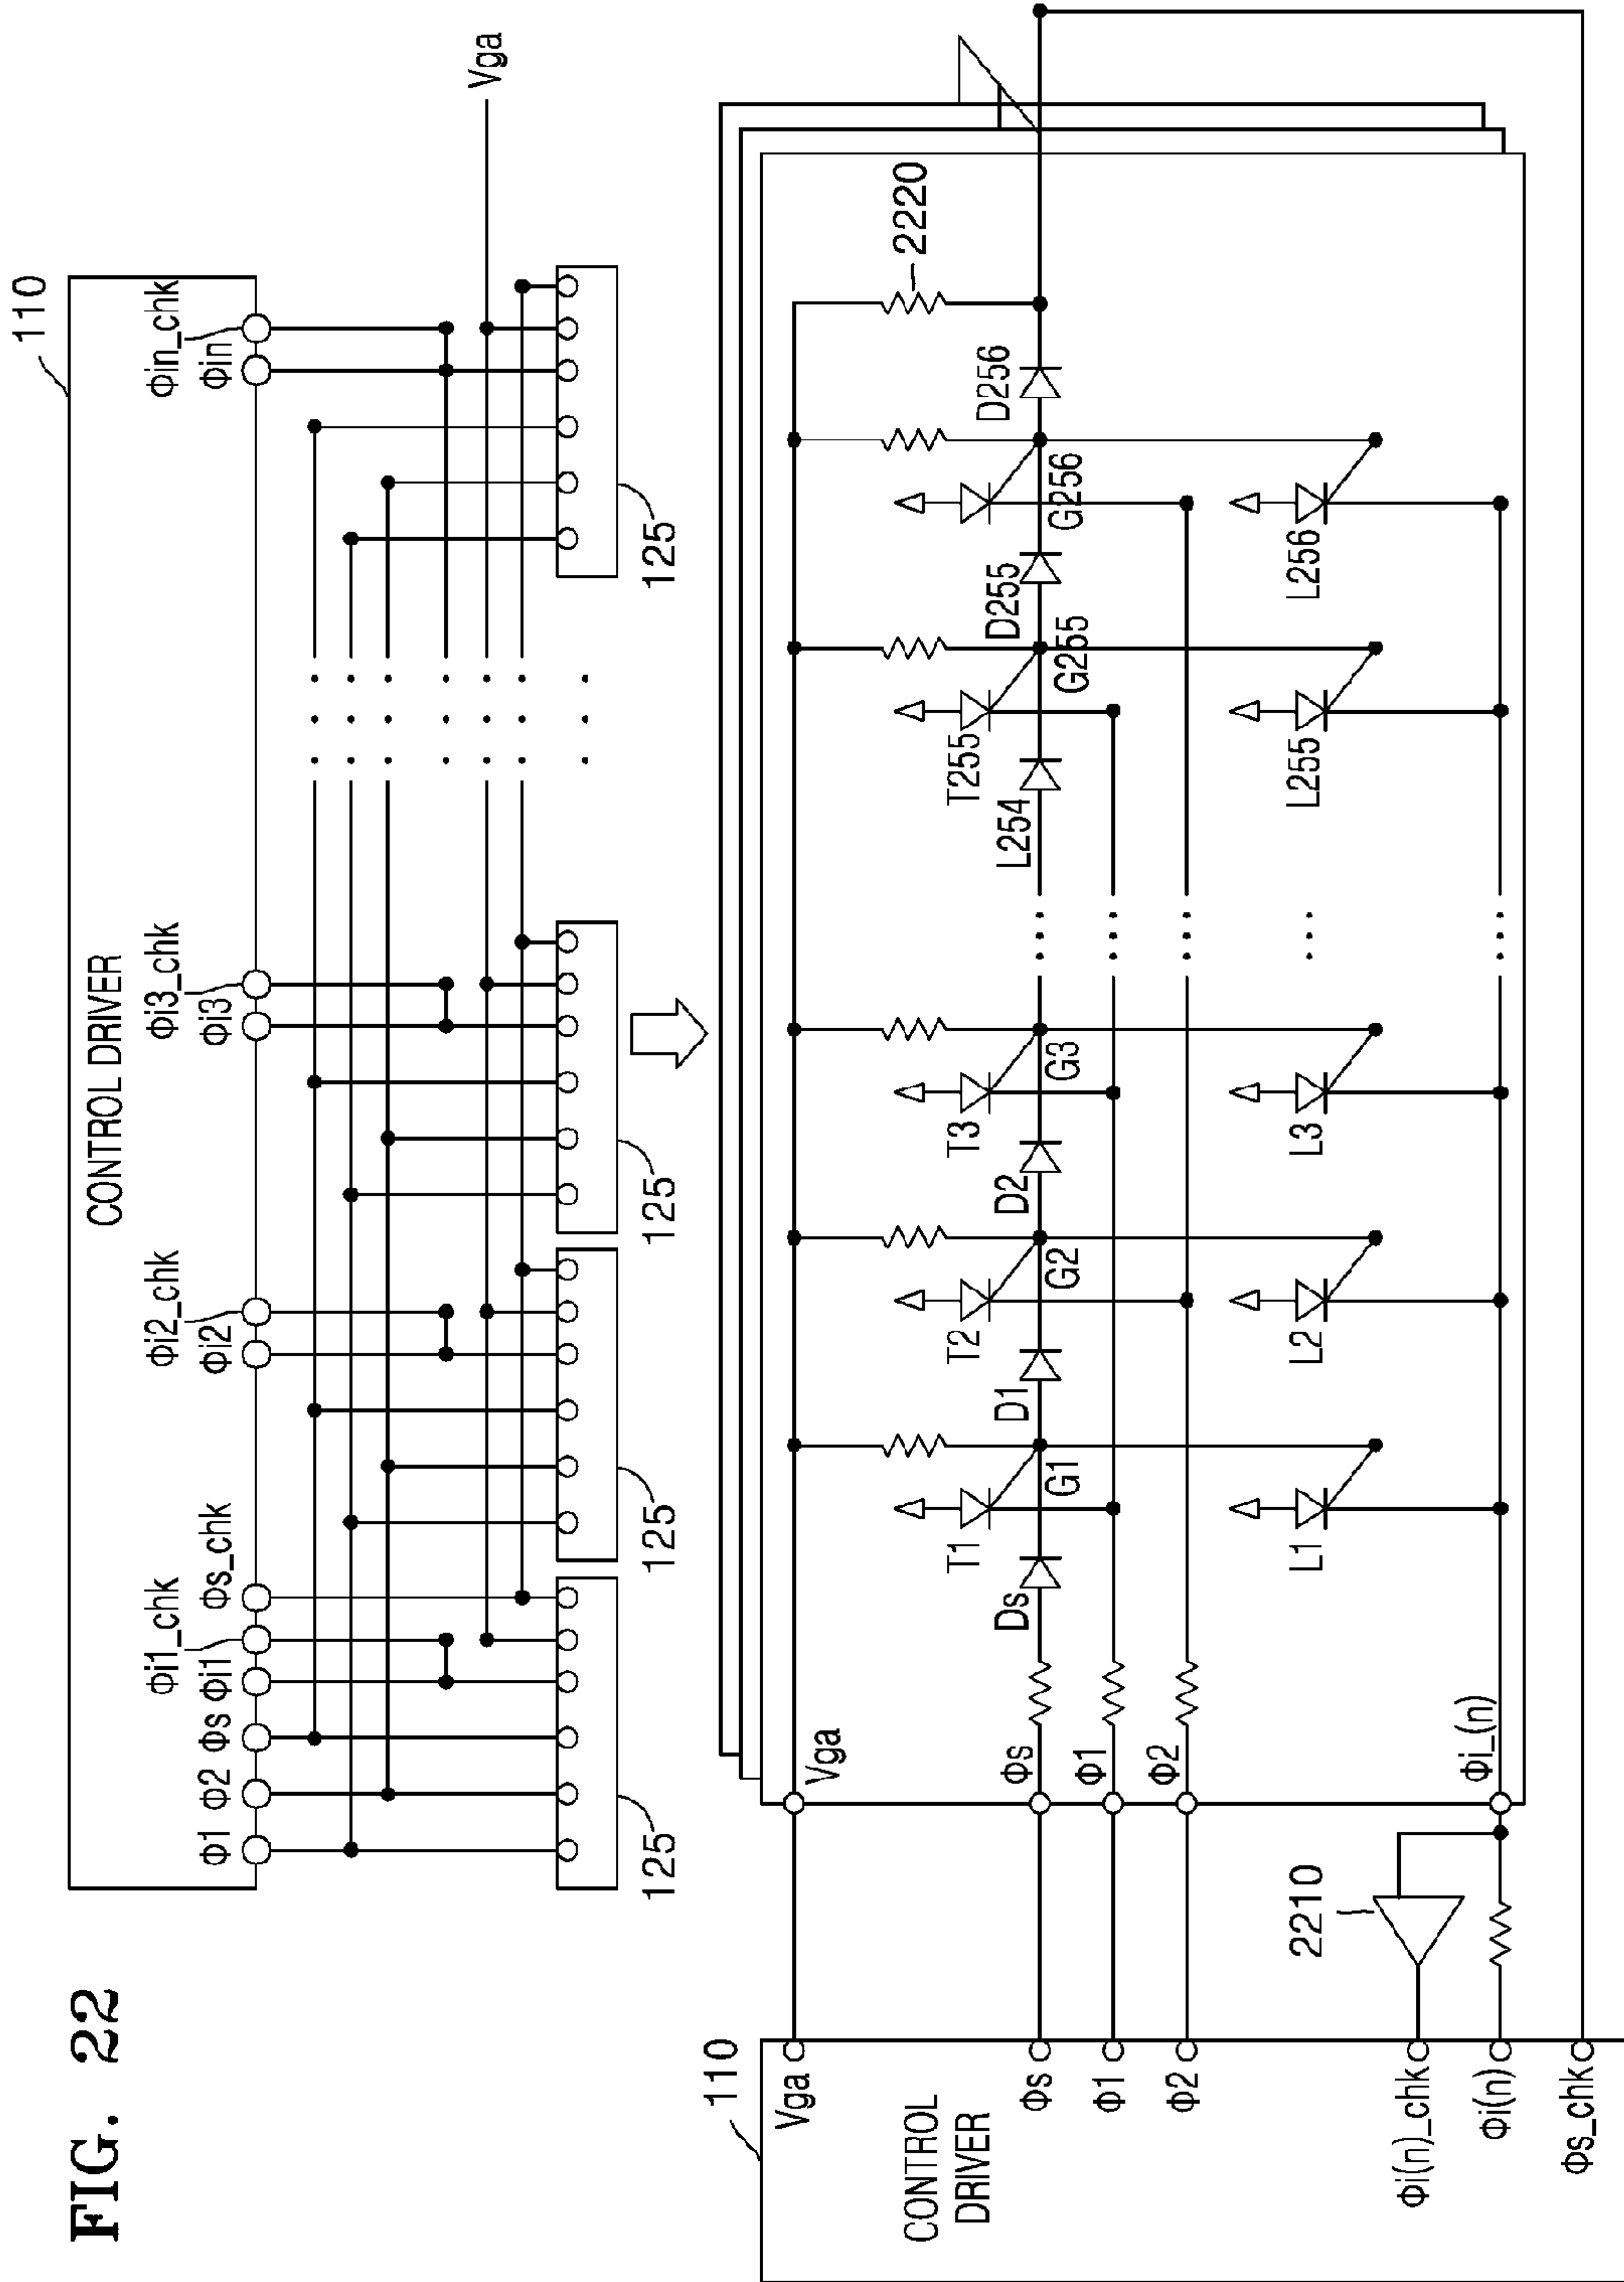 FIG. 22
110
CONTROL DRIVER
Φ1 Φ2 Φs Φi1 Φi1_chk Φs_chk Φi2 Φi2_chk Φi3 Φi3_chk Φin Φin_chk
Vga
125 125 125 125
110
CONTROL
DRIVER
Vga
Φs
Φ1
Φ2
Φi(n)_chk
Φi(n)
Φs_chk
2210
Vga
Φs
Φ1
Φ2
Φi_(n)
2220
T1 T2 T3 T255
Ds D1 D2 L254 D255 D256
G1 G2 G3 G255 G256
L1 L2 L3 L255 L256